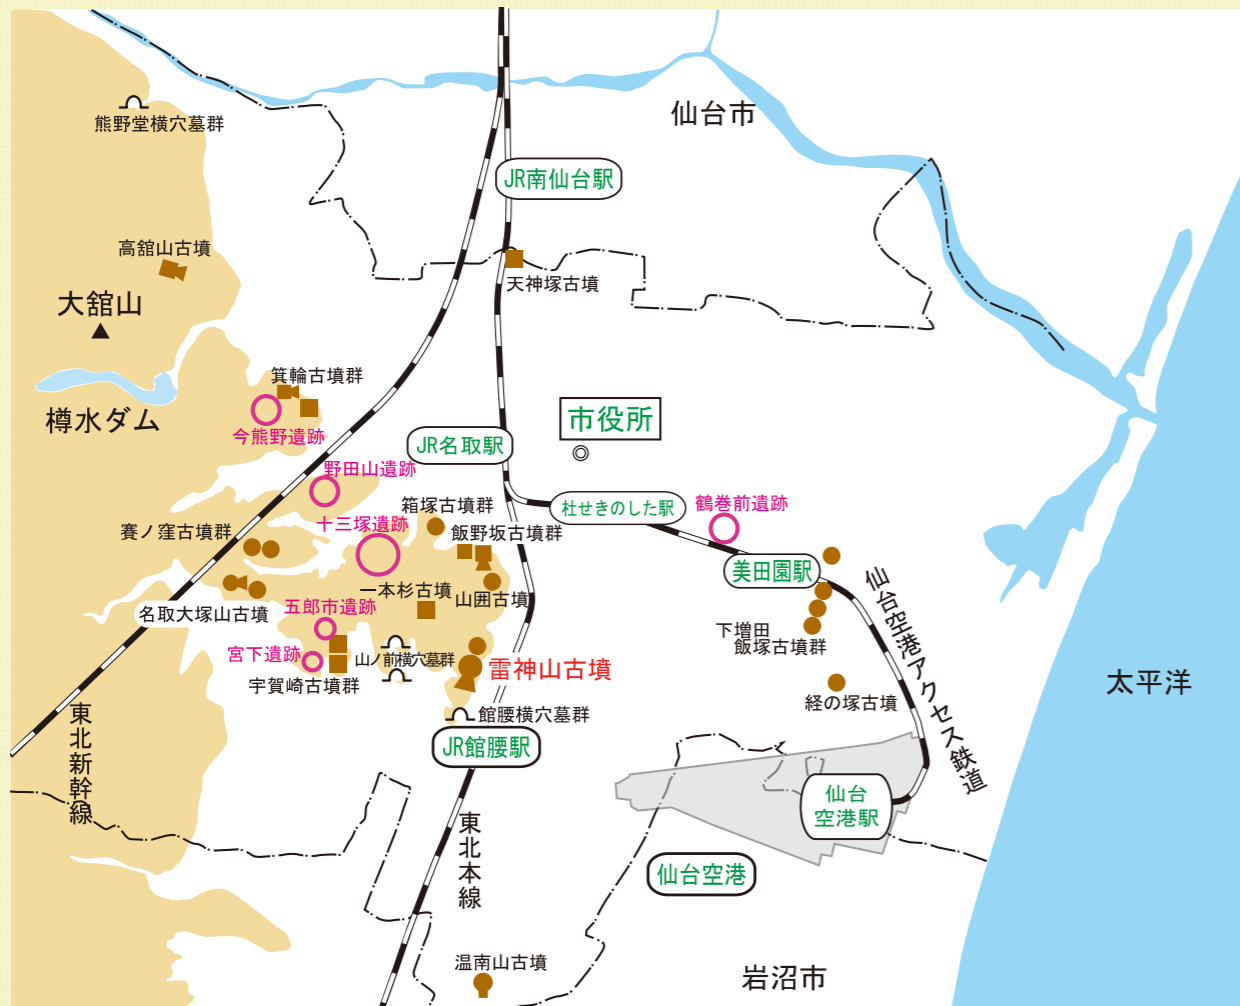 仙台市
熊野堂横穴墓群
JR南仙台駅
高舘山古墳
天神塚古墳
大舘山
箕輪古墳群
樽水ダム
今熊野遺跡
市役所
JR名取駅
野田山遺跡
箱塚古墳群
杜せきのした駅
鶴巻前遺跡
十三塚遺跡
賽ノ窪古墳群
飯野坂古墳群
美田園駅
一本杉古墳
山囲古墳
名取大塚山古墳
五郎市遺跡
仙台空港アクセス鉄道
下増田
飯塚古墳群
宮下遺跡
山ノ前横穴墓群
雷神山古墳
宇賀崎古墳群
太平洋
経の塚古墳
館腰横穴墓群
JR館腰駅
東北新幹線
仙台
空港駅
東北本線
仙台空港
温南山古墳
岩沼市